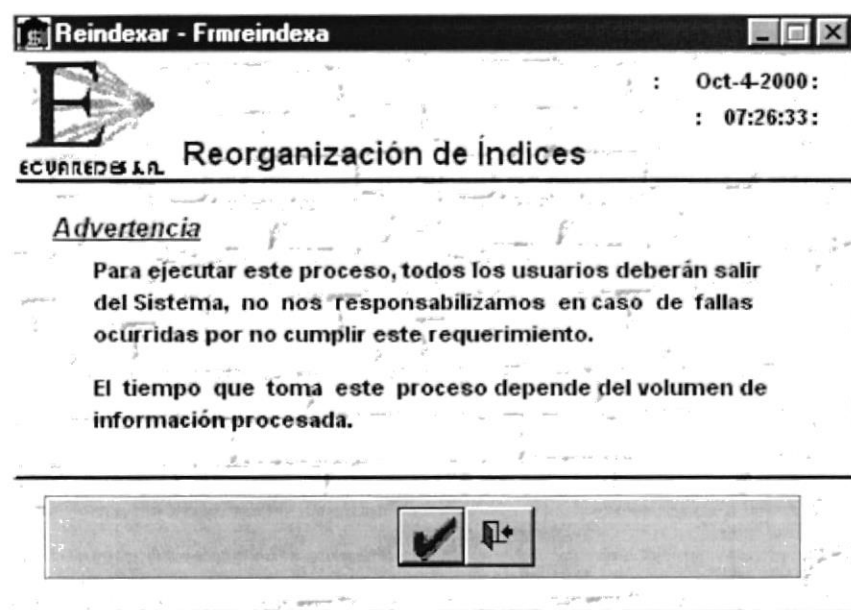 Reindexar - Frmreindexa
: Oct-4-2000:
: 07:26:33:
E
ECUAREDES S.A.
Reorganización de Índices
Advertencia
Para ejecutar este proceso, todos los usuarios deberán salir
del Sistema, no nos responsabilizamos en caso de fallas
ocurridas por no cumplir este requerimiento.
El tiempo que toma este proceso depende del volumen de
información procesada.